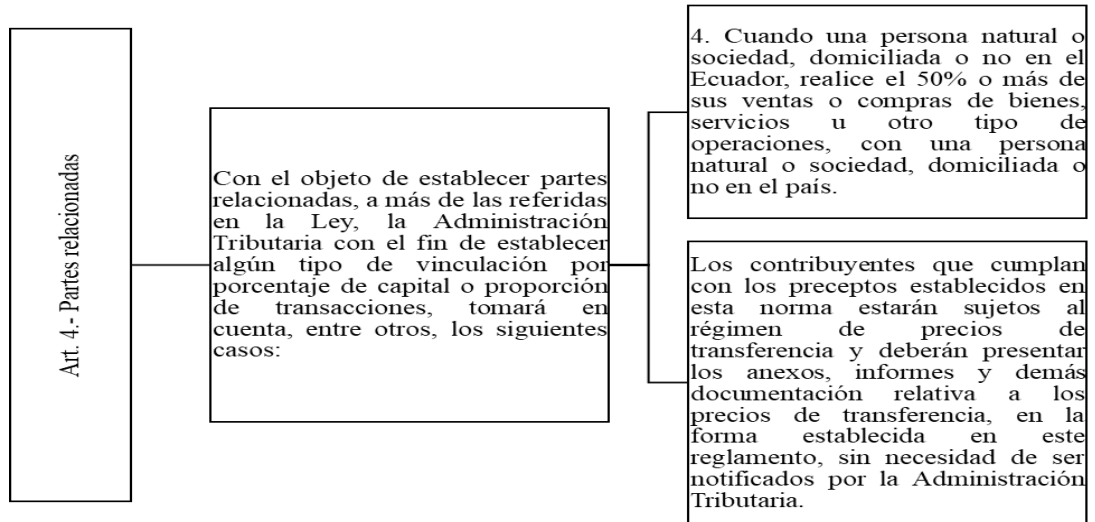 Art. 4.- Partes relacionadas
Con el objeto de establecer partes
relacionadas, a más de las referidas
en la Ley, la Administración
Tributaria con el fin de establecer
algún tipo de vinculación por
porcentaje de capital o proporción
de transacciones, tomará en
cuenta, entre otros, los siguientes
casos:
4. Cuando una persona natural o
sociedad, domiciliada o no en el
Ecuador, realice el 50% o más de
sus ventas o compras de bienes,
servicios u otro tipo de
operaciones, con una persona
natural o sociedad, domiciliada o
no en el país.
Los contribuyentes que cumplan
con los preceptos establecidos en
esta norma estarán sujetos al
régimen de precios de
transferencia y deberán presentar
los anexos, informes y demás
documentación relativa a los
precios de transferencia, en la
forma establecida en este
reglamento, sin necesidad de ser
notificados por la Administración
Tributaria.